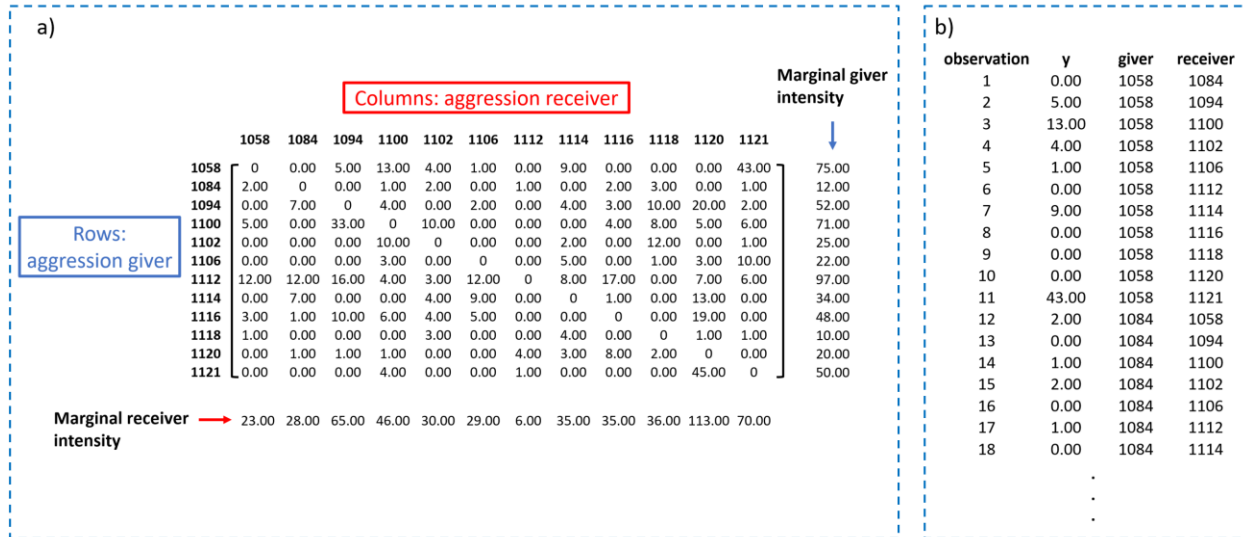 a)
Columns: aggression receiver
Marginal giver
intensity
1058 1084 1094 1100 1102 1106 1112 1114 1116 1118 1120 1121
1058 0 0.00 5.00 13.00 4.00 1.00 0.00 9.00 0.00 0.00 0.00 43.00 75.00
1084 2.00 0 0.00 1.00 2.00 0.00 1.00 0.00 2.00 3.00 0.00 1.00 12.00
1094 0.00 7.00 0 4.00 0.00 2.00 0.00 4.00 3.00 10.00 20.00 2.00 52.00
1100 5.00 0.00 33.00 0 10.00 0.00 0.00 0.00 4.00 8.00 5.00 6.00 71.00
1102 0.00 0.00 0.00 10.00 0 0.00 0.00 2.00 0.00 12.00 0.00 1.00 25.00
1106 0.00 0.00 0.00 3.00 0.00 0 0.00 5.00 0.00 1.00 3.00 10.00 22.00
1112 12.00 12.00 16.00 4.00 3.00 12.00 0 8.00 17.00 0.00 7.00 6.00 97.00
1114 0.00 7.00 0.00 0.00 4.00 9.00 0.00 0 1.00 0.00 13.00 0.00 34.00
1116 3.00 1.00 10.00 6.00 4.00 5.00 0.00 0.00 0 0.00 19.00 0.00 48.00
1118 1.00 0.00 0.00 0.00 3.00 0.00 0.00 4.00 0.00 0 1.00 1.00 10.00
1120 0.00 1.00 1.00 1.00 0.00 0.00 4.00 3.00 8.00 2.00 0 0.00 20.00
1121 0.00 0.00 0.00 4.00 0.00 0.00 1.00 0.00 0.00 0.00 45.00 0 50.00
Rows:
aggression giver
Marginal receiver
intensity
23.00 28.00 65.00 46.00 30.00 29.00 6.00 35.00 35.00 36.00 113.00 70.00
b)
observation y giver receiver
1 0.00 1058 1084
2 5.00 1058 1094
3 13.00 1058 1100
4 4.00 1058 1102
5 1.00 1058 1106
6 0.00 1058 1112
7 9.00 1058 1114
8 0.00 1058 1116
9 0.00 1058 1118
10 0.00 1058 1120
11 43.00 1058 1121
12 2.00 1084 1058
13 0.00 1084 1094
14 1.00 1084 1100
15 2.00 1084 1102
16 0.00 1084 1106
17 1.00 1084 1112
18 0.00 1084 1114
.
.
.